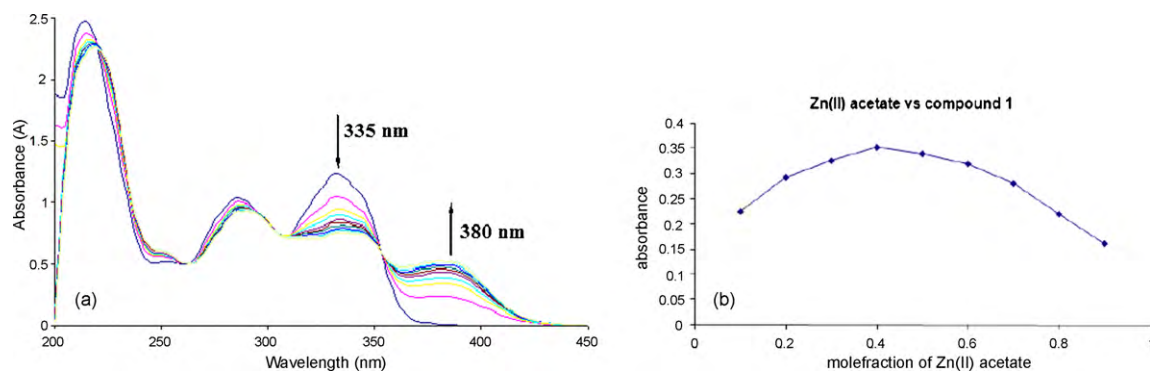 2.5
2
1.5
1
0.5
0
Absorbance (A)
335 nm
380 nm
(a)
200 250 300 350 400 450
Wavelength (nm)
Zn(II) acetate vs compound 1
0.4
0.35
0.3
0.25
0.2
0.15
0.1
0.05
0
absorbance
(b)
0 0.2 0.4 0.6 0.8 1
molefraction of Zn(II) acetate